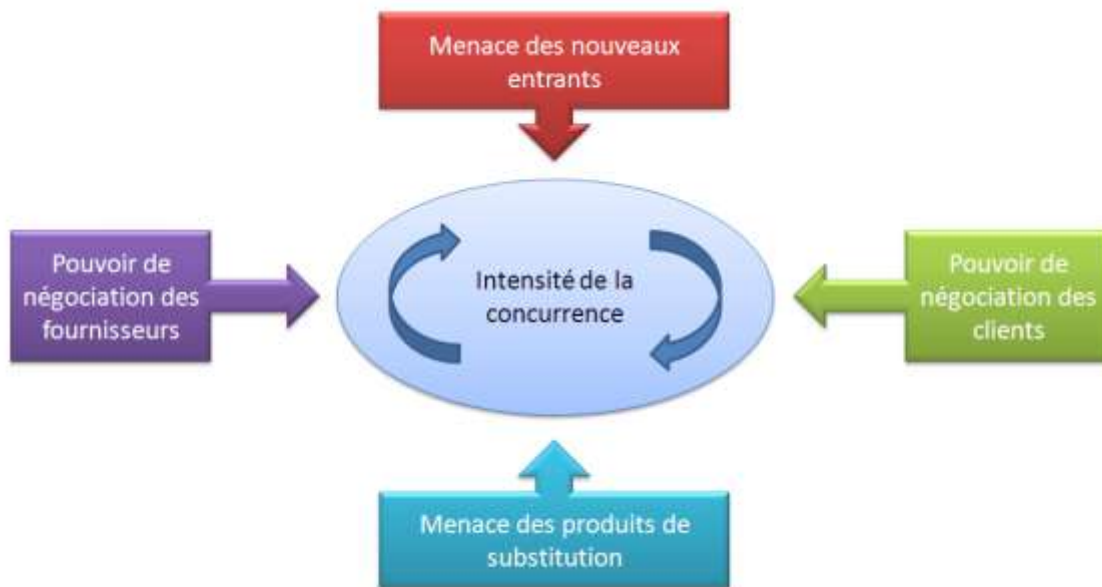 Menace des nouveaux
entrants
Pouvoir de
négociation des
fournisseurs
Intensité de la
concurrence
Pouvoir de
négociation des
clients
Menace des produits de
substitution